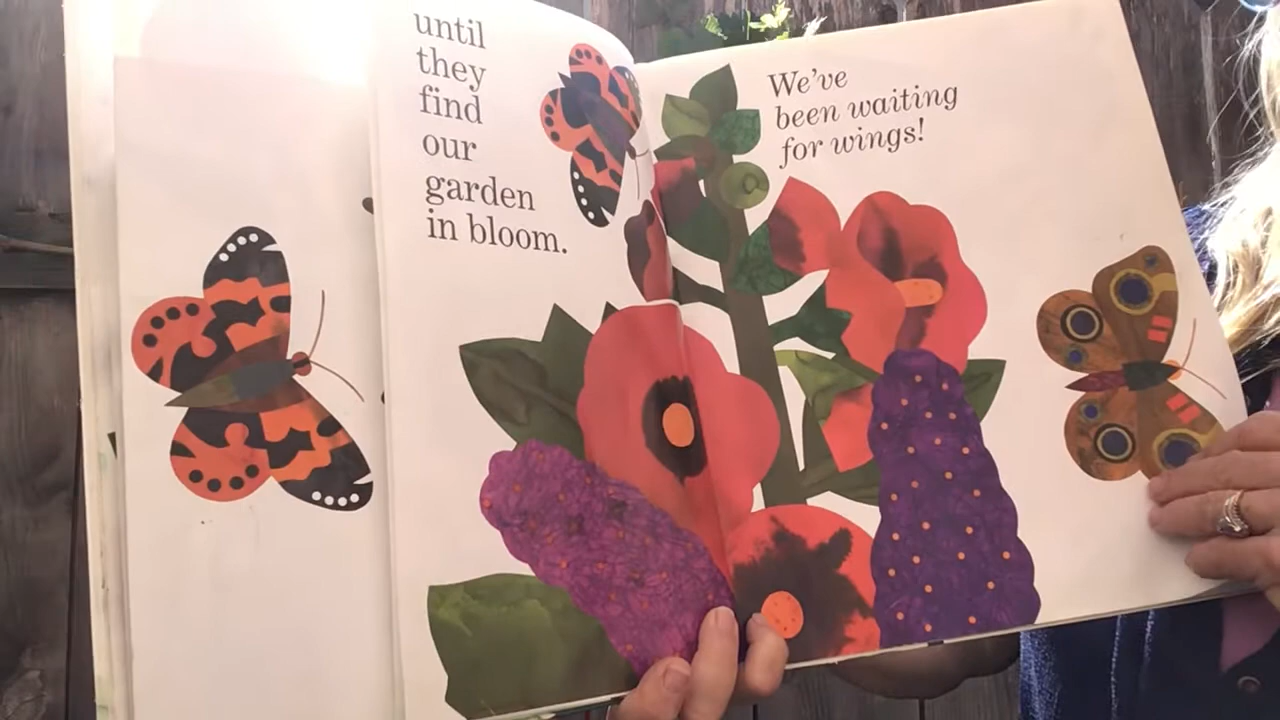 until
they
find
our
garden
in bloom.
We've
been waiting
for wings!